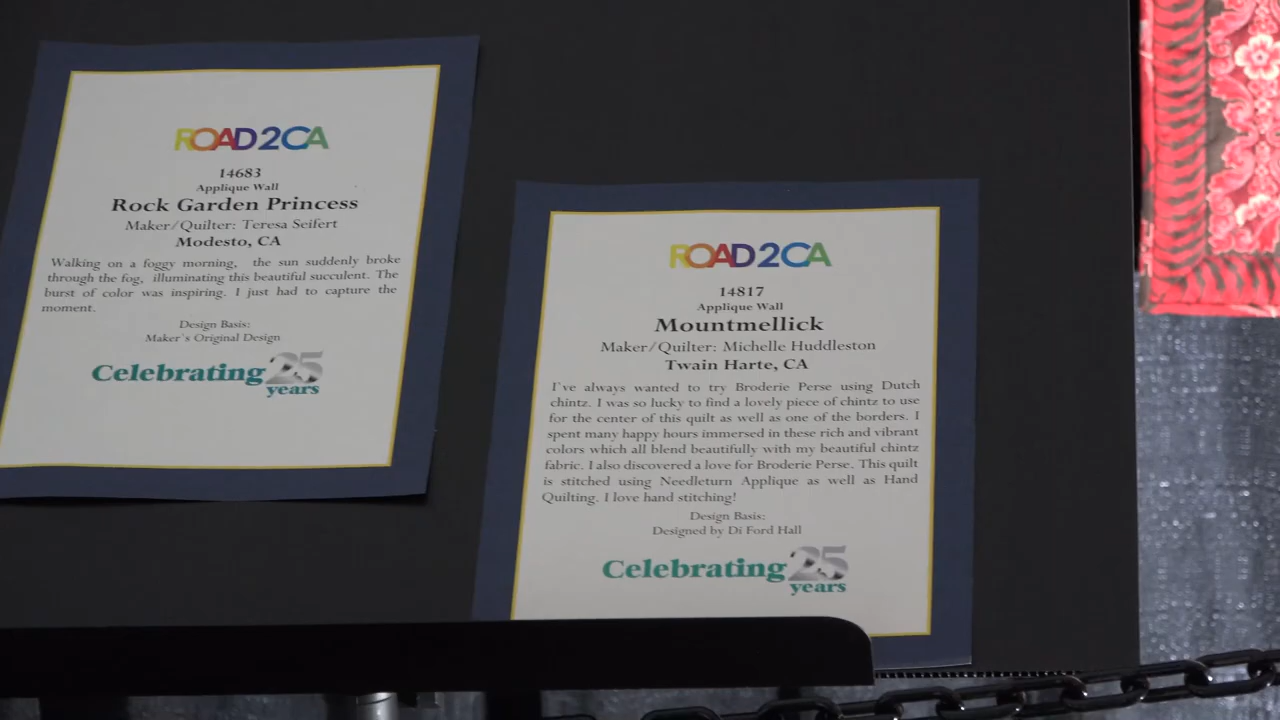 ROAD2CA
14683
Applique Wall
Rock Garden Princess
Maker/Quilter: Teresa Seifert
Modesto, CA
Walking on a foggy morning, the sun suddenly broke
through the fog, illuminating this beautiful succulent. The
burst of color was inspiring. I just had to capture the
moment.
Design Basis:
Maker's Original Design
Celebrating 25
years
ROAD2CA
14817
Applique Wall
Mountmellick
Maker/Quilter: Michelle Huddleston
Twain Harte, CA
I've always wanted to try Broderie Perse using Dutch
chintz. I was so lucky to find a lovely piece of chintz to use
for the center of this quilt as well as one of the borders. I
spent many happy hours immersed in these rich and vibrant
colors which all blend beautifully with my beautiful chintz
fabric. I also discovered a love for Broderie Perse. This quilt
is stitched using Needleturn Applique as well as Hand
Quilting. I love hand stitching!
Design Basis:
Designed by Di Ford Hall
Celebrating 25
years